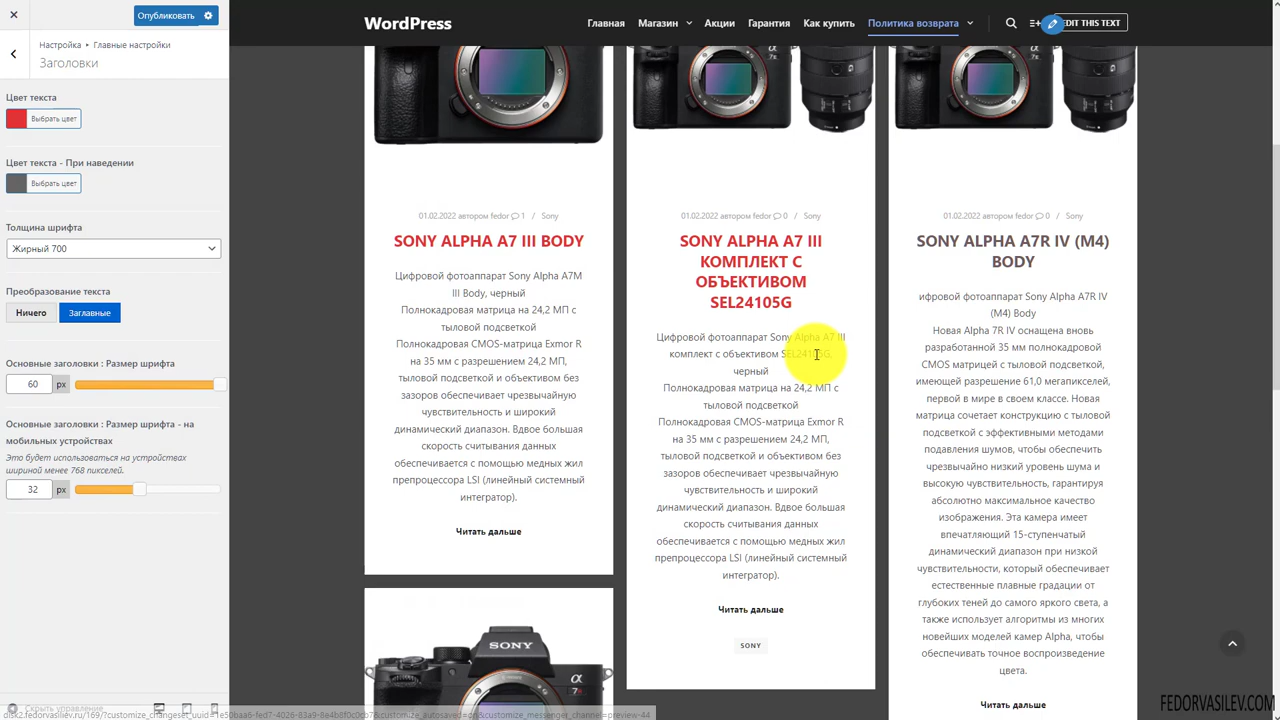 Опубликовать
Настройка ▸ Главные настройки
Заголовки
Цвет текста
Выбрать цвет
Цвет текста - При наведении
Выбрать цвет
Толщина шрифта
Жирный 700
еобразование текста
Ничего
Заглавные
Основные заголовки : Размер шрифта
60 px
Основные заголовки : Размер шрифта - на
мобильных устройствах
Это будет использоваться на устройствах
шириной менее 768 пикселей.
32 px
Скрыть управление
WordPress
Главная Магазин Акции Гарантия Как купить Политика возврата
EDIT THIS TEXT
01.02.2022 автором fedor 1 / Sony
SONY ALPHA A7 III BODY
Цифровой фотоаппарат Sony Alpha A7M
III Body, черный
Полнокадровая матрица на 24,2 МП с
тыловой подсветкой
Полнокадровая CMOS-матрица Exmor R
на 35 мм с разрешением 24,2 МП,
тыловой подсветкой и объективом без
зазоров обеспечивает чрезвычайную
чувствительность и широкий
динамический диапазон. Вдвое большая
скорость считывания данных
обеспечивается с помощью медных жил
препроцессора LSI (линейный системный
интегратор).
Читать дальше
SONY
α
7R
01.02.2022 автором fedor 0 / Sony
SONY ALPHA A7 III
КОМПЛЕКТ С
ОБЪЕКТИВОМ
SEL24105G
Цифровой фотоаппарат Sony Alpha A7 III
комплект с объективом SEL24105G,
черный
Полнокадровая матрица на 24,2 МП с
тыловой подсветкой
Полнокадровая CMOS-матрица Exmor R
на 35 мм с разрешением 24,2 МП,
тыловой подсветкой и объективом без
зазоров обеспечивает чрезвычайную
чувствительность и широкий
динамический диапазон. Вдвое большая
скорость считывания данных
обеспечивается с помощью медных жил
препроцессора LSI (линейный системный
интегратор).
Читать дальше
SONY
01.02.2022 автором fedor 0 / Sony
SONY ALPHA A7R IV (M4)
BODY
ифровой фотоаппарат Sony Alpha A7R IV
(M4) Body
Новая Alpha 7R IV оснащена вновь
разработанной 35 мм полнокадровой
CMOS матрицей с тыловой подсветкой,
имеющей разрешение 61,0 мегапикселей,
первой в мире в своем классе. Новая
матрица сочетает конструкцию с тыловой
подсветкой с эффективными методами
подавления шумов, чтобы обеспечить
чрезвычайно низкий уровень шума и
высокую чувствительность, гарантируя
абсолютно максимальное качество
изображения. Эта камера имеет
впечатляющий 15-ступенчатый
динамический диапазон при низкой
чувствительности, который обеспечивает
естественные плавные градации от
глубоких теней до самого яркого света, а
также использует алгоритмы из многих
новейших моделей камер Alpha, чтобы
обеспечивать точное воспроизведение
цвета.
Читать дальше
FEDORVASILEV.COM